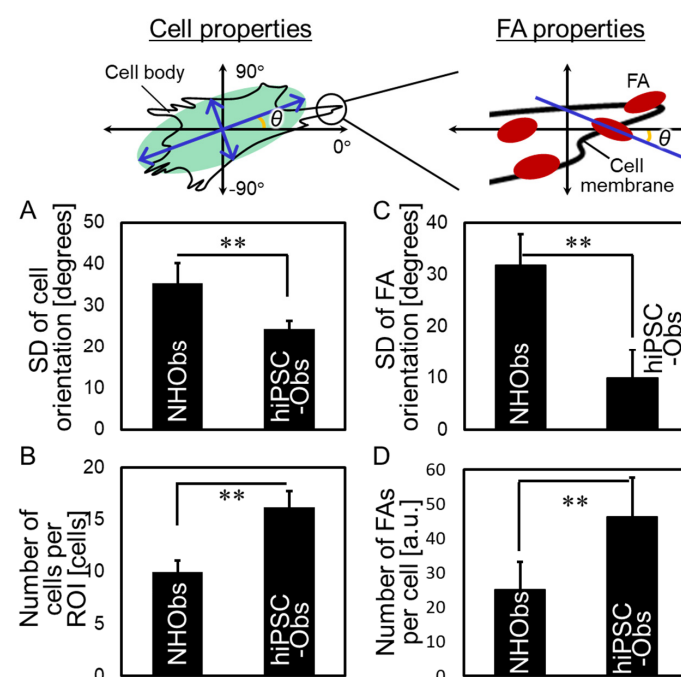 Cell properties
FA properties
Cell body
90°
θ
0°
-90°
FA
θ
Cell
membrane
A
SD of cell
orientation [degrees]
50
40
30
20
10
0
**
NHObs
hiPSC
-Obs
C
SD of FA
orientation [degrees]
40
30
20
10
0
**
NHObs
hiPSC
-Obs
B
Number of
cells per
ROI [cells]
20
15
10
5
0
**
NHObs
hiPSC
-Obs
D
Number of FAs
per cell [a.u.]
60
50
40
30
20
10
0
**
NHObs
hiPSC
-Obs